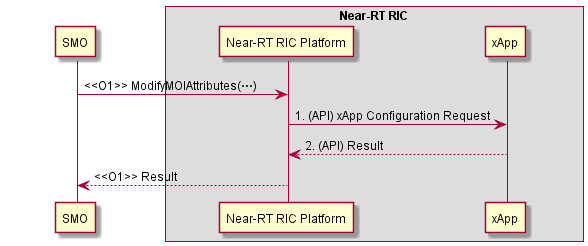 Near-RT RIC
SMO
Near-RT RIC Platform
xApp
<<O1>> ModifyMOIAttributes(⋯)
1. (API) xApp Configuration Request
2. (API) Result
<<O1>> Result
SMO
Near-RT RIC Platform
xApp